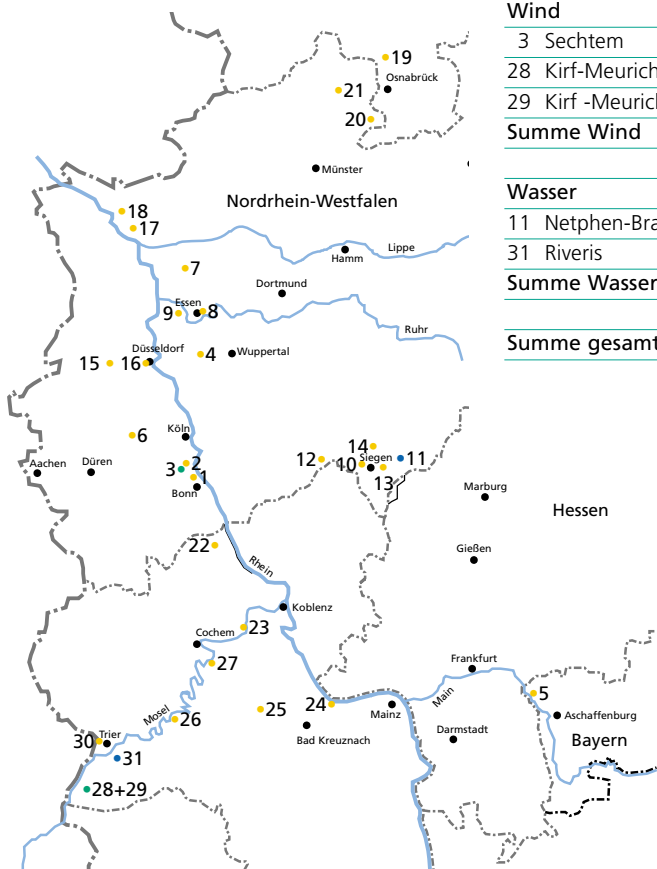 Wind
3 Sechtem
28 Kirf-Meurich
29 Kirf -Meurich
Summe Wind
Wasser
11 Netphen-Bra
31 Riveris
Summe Wasser
Summe gesamt
19
Osnabrück
21
20
Münster
Nordrhein-Westfalen
18
17
Lippe
Hamm
7
Dortmund
Essen
9
8
Ruhr
Düsseldorf
4
Wuppertal
15
16
Köln
6
14
12
Siegen
11
10
13
Aachen
Düren
2
3
1
Bonn
Marburg
Hessen
22
Gießen
Rhein
Koblenz
23
Cochem
27
Frankfurt
Main
5
Mosel
25
24
Mainz
26
Aschaffenburg
Trier
30
Bad Kreuznach
Darmstadt
Bayern
31
28+29